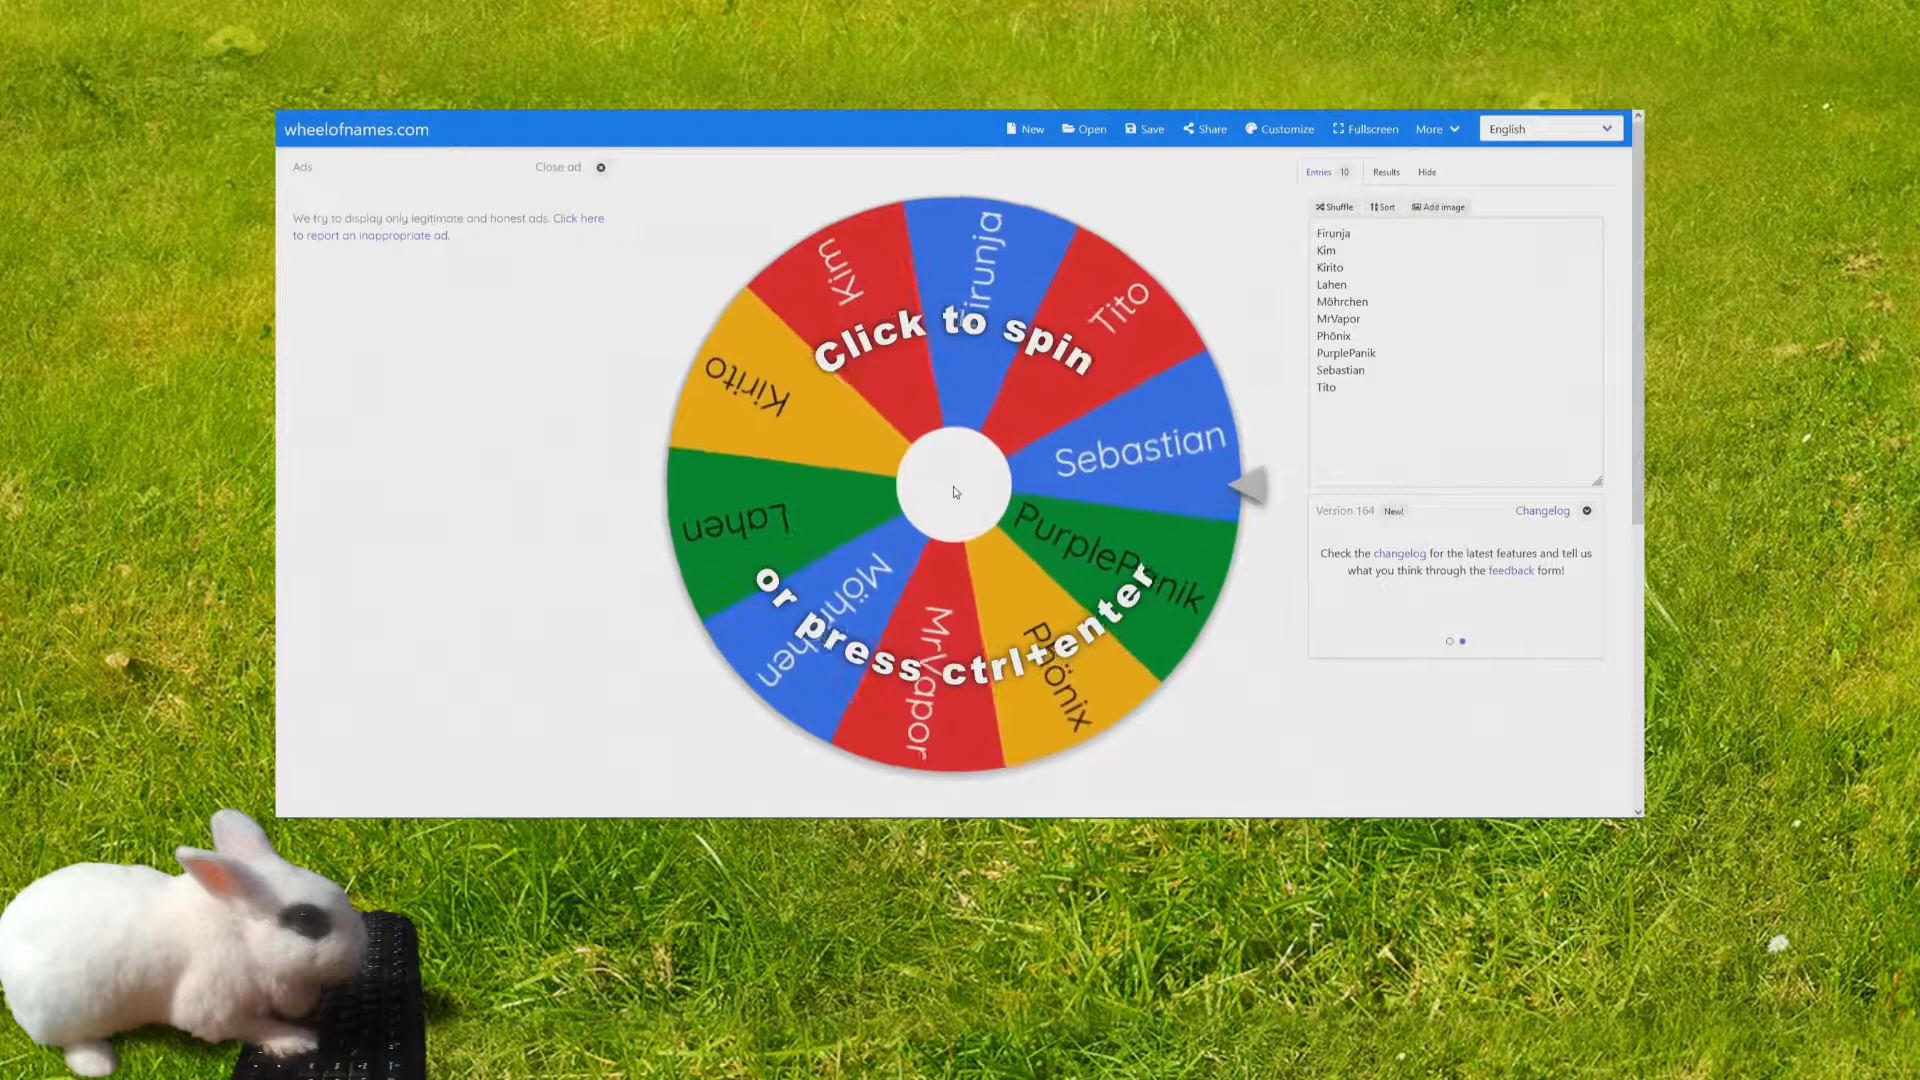 wheelofnames.com
New
Open
Save
Share
Customize
Fullscreen
More
English
Ads
Close ad
We try to display only legitimate and honest ads. Click here
to report an inappropriate ad.
Kim
Firunja
Tito
Sebastian
PurplePanik
Phönix
MrVapor
Möhrchen
Lahen
Kirito
Click to spin
or press ctrl+enter
Entries 10
Results
Hide
Shuffle
Sort
Add image
Firunja
Kim
Kirito
Lahen
Möhrchen
MrVapor
Phönix
PurplePanik
Sebastian
Tito
Version 164 New!
Changelog
Check the changelog for the latest features and tell us
what you think through the feedback form!